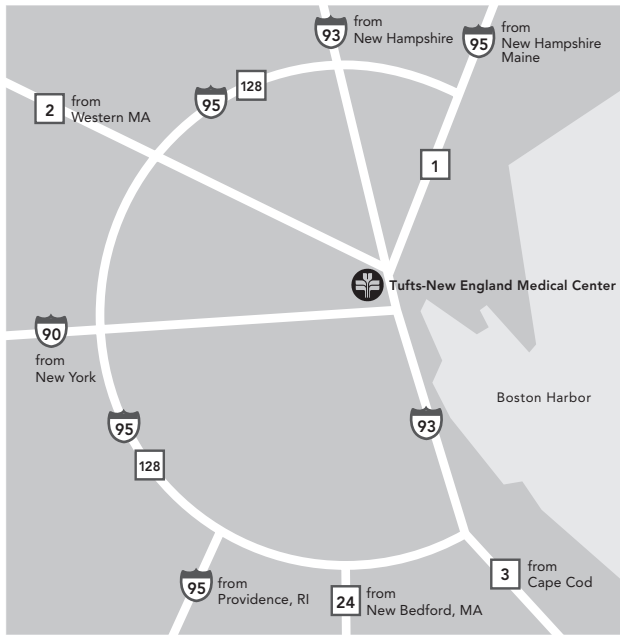 93
from
New Hampshire
95
from
New Hampshire
Maine
128
95
2
from
Western MA
1
Tufts-New England Medical Center
90
from
New York
Boston Harbor
95
93
128
3
from
Cape Cod
95
from
Providence, RI
24
from
New Bedford, MA